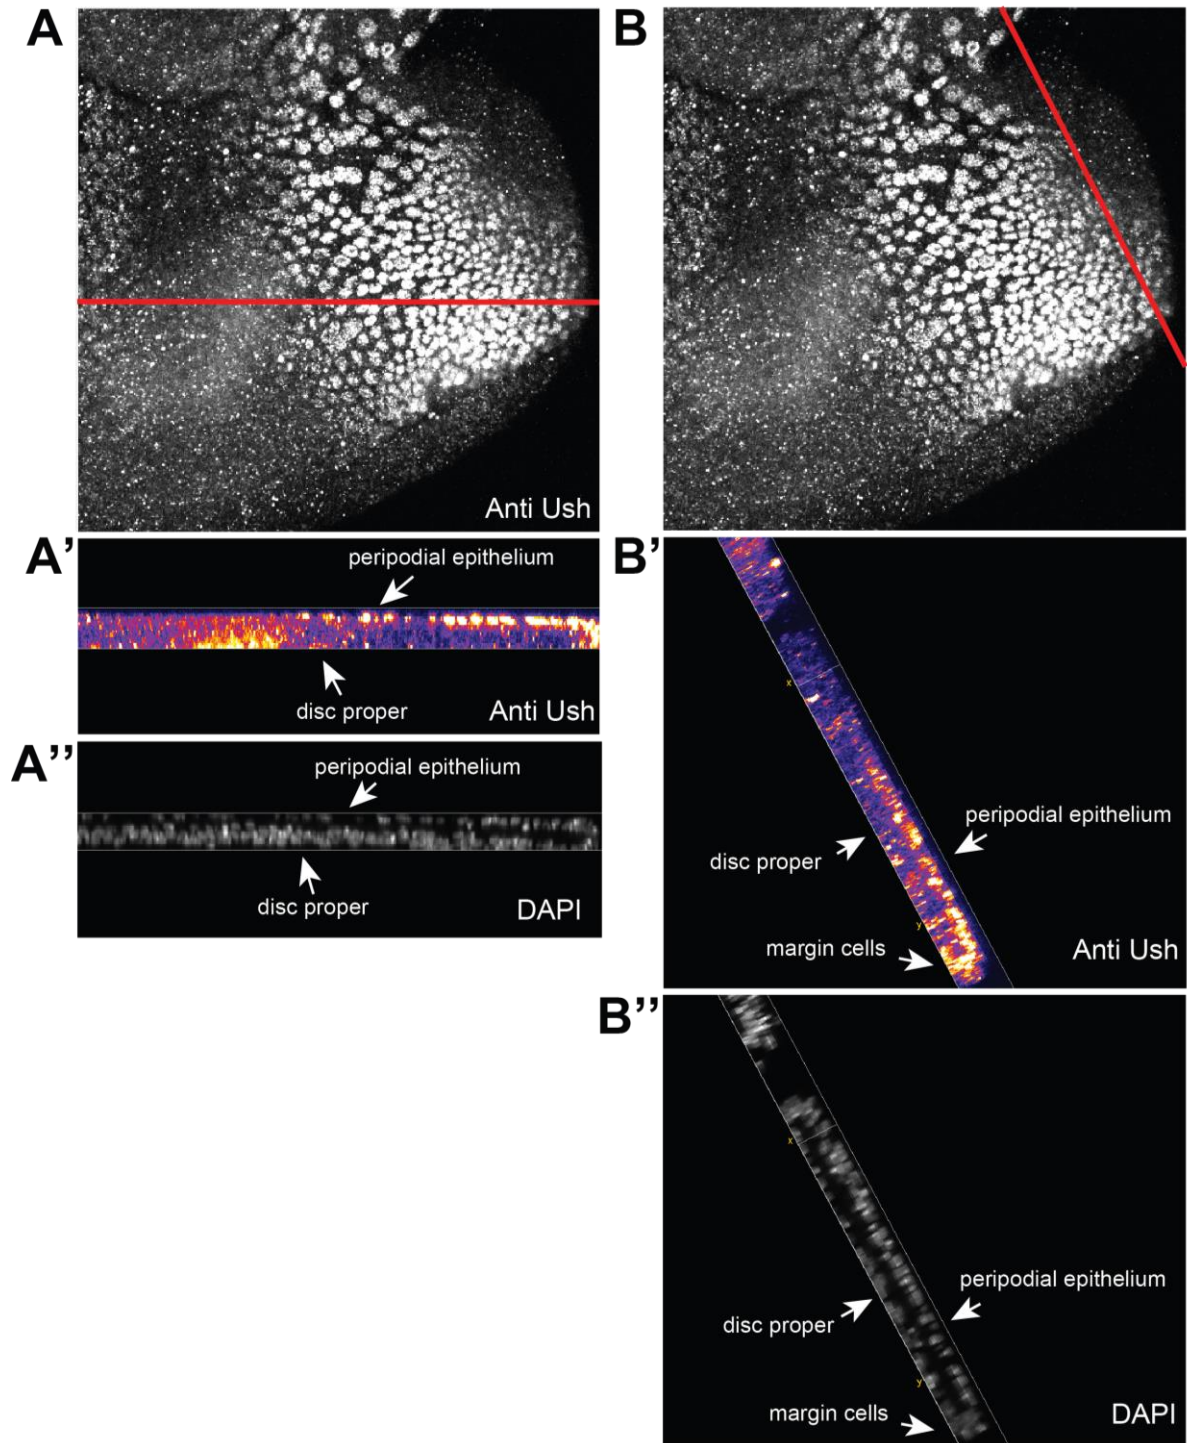 A
B
Anti Ush
A’
B’
peripodial epithelium
disc proper
Anti Ush
A’’
peripodial epithelium
disc proper
DAPI
x
peripodial epithelium
disc proper
y
margin cells
Anti Ush
B’’
x
peripodial epithelium
disc proper
y
margin cells
DAPI